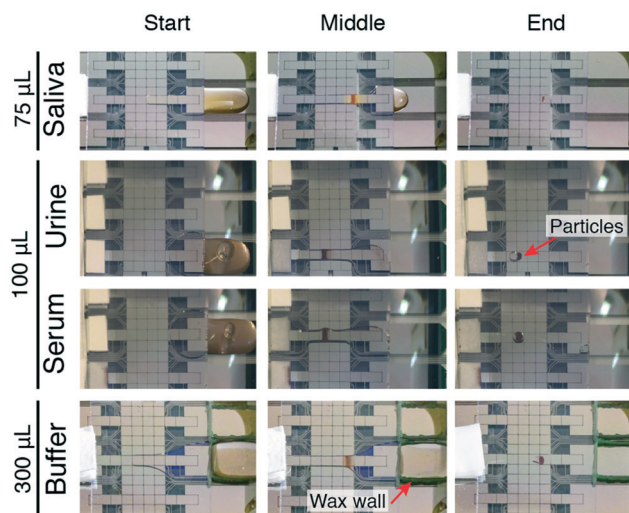 Start Middle End
75 µL
Saliva
100 µL
Urine
Particles
Serum
300 µL
Buffer
Wax wall